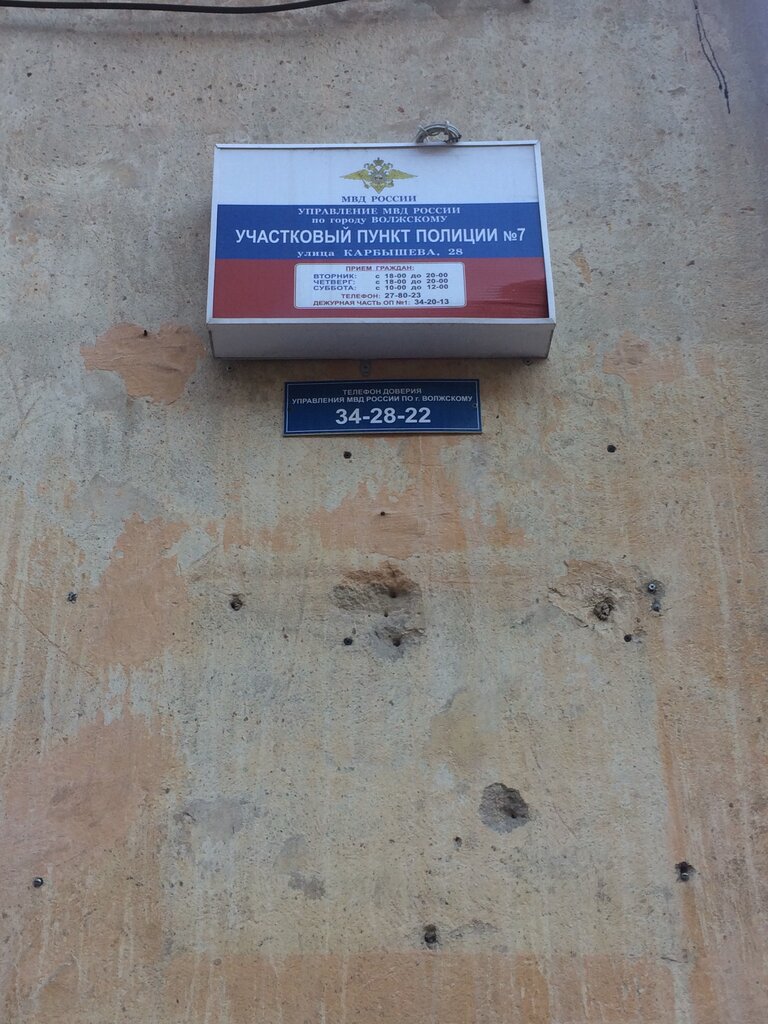 МВД РОССИИ
УПРАВЛЕНИЕ МВД РОССИИ
по городу ВОЛЖСКОМУ
УЧАСТКОВЫЙ ПУНКТ ПОЛИЦИИ №7
улица КАРБЫШЕВА, 28
ПРИЕМ ГРАЖДАН:
ВТОРНИК: с 18-00 до 20-00
ЧЕТВЕРГ: с 18-00 до 20-00
СУББОТА: с 10-00 до 12-00
ТЕЛЕФОН: 27-80-23
ДЕЖУРНАЯ ЧАСТЬ ОП №1: 34-20-13
ТЕЛЕФОН ДОВЕРИЯ
УПРАВЛЕНИЯ МВД РОССИИ ПО г. ВОЛЖСКОМУ
34-28-22